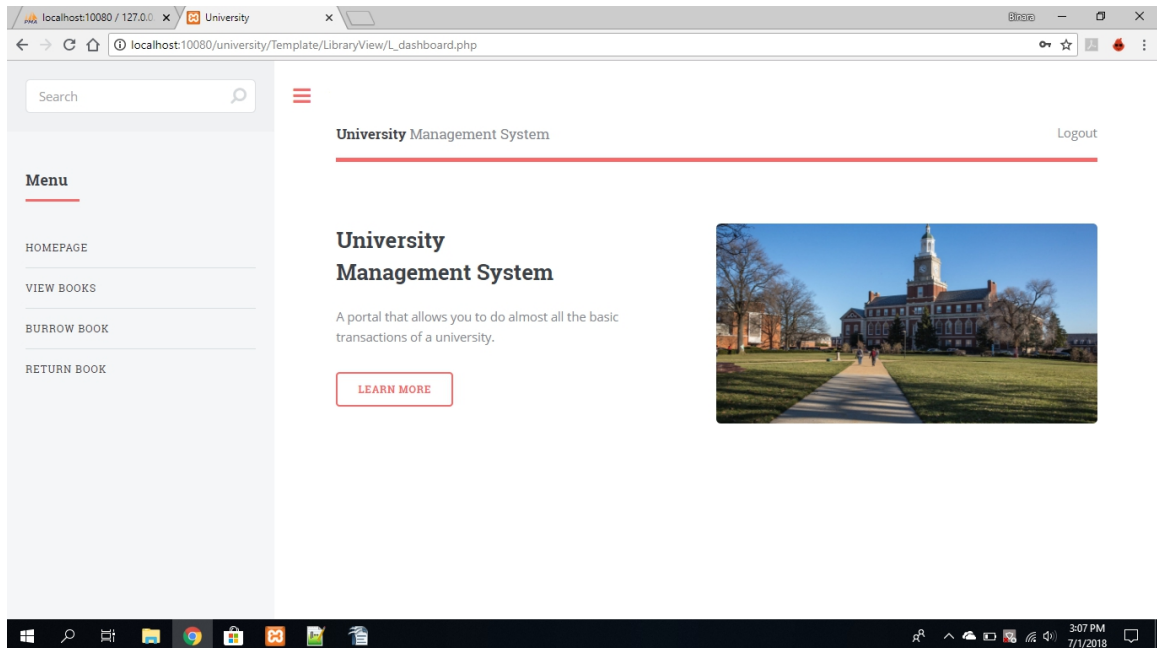 localhost:10080 / 127.0.0
University
Binara
localhost:10080/university/Template/LibraryView/L_dashboard.php
Search
University Management System
Logout
Menu
HOMEPAGE
VIEW BOOKS
BURROW BOOK
RETURN BOOK
University
Management System
A portal that allows you to do almost all the basic
transactions of a university.
LEARN MORE
3:07 PM
7/1/2018